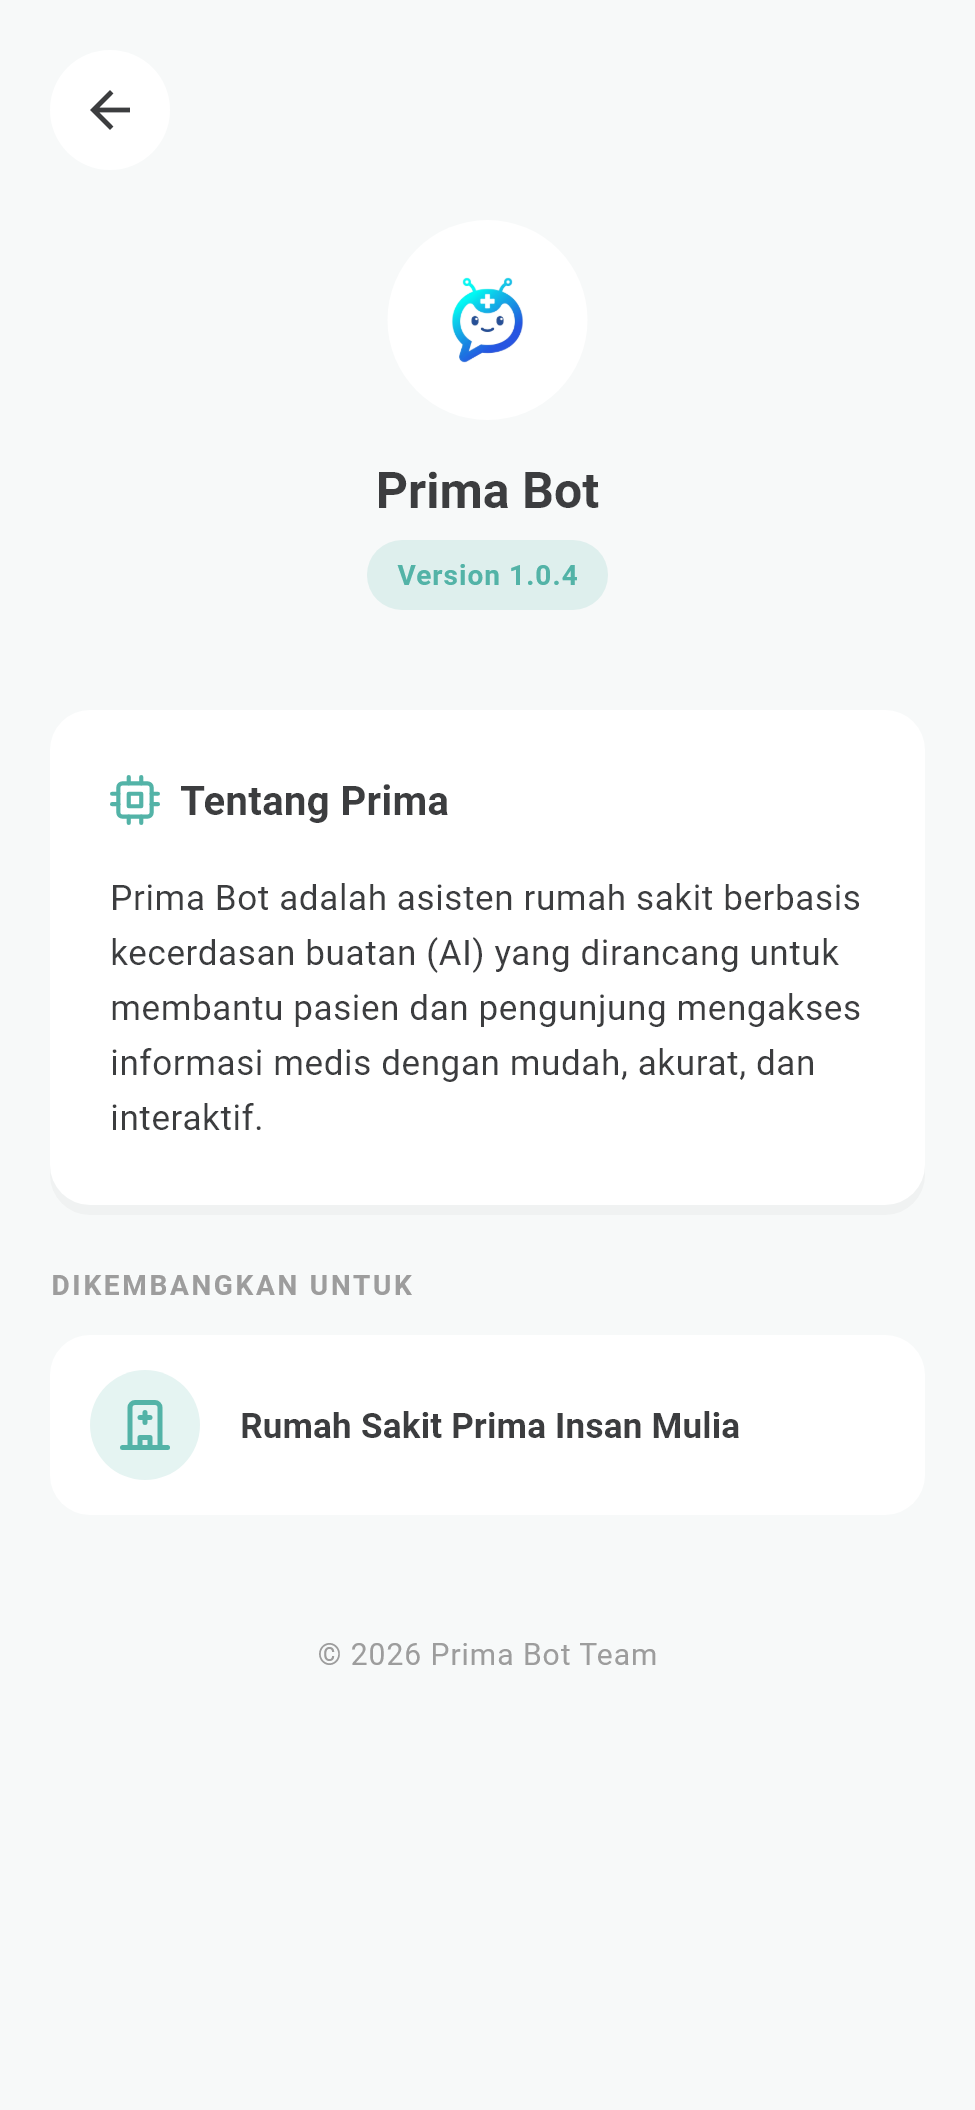 Prima Bot
Version 1.0.4
Tentang Prima
Prima Bot adalah asisten rumah sakit berbasis
kecerdasan buatan (AI) yang dirancang untuk
membantu pasien dan pengunjung mengakses
informasi medis dengan mudah, akurat, dan
interaktif.
DIKEMBANGKAN UNTUK
Rumah Sakit Prima Insan Mulia
© 2026 Prima Bot Team